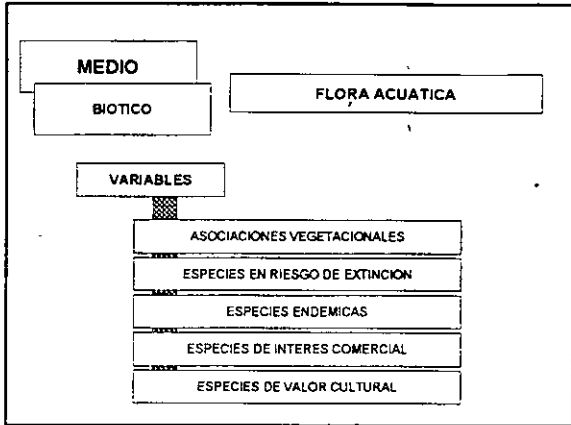 MEDIO
BIOTICO
FLORA ACUATICA
VARIABLES
ASOCIACIONES VEGETACIONALES
ESPECIES EN RIESGO DE EXTINCION
ESPECIES ENDEMICAS
ESPECIES DE INTERES COMERCIAL
ESPECIES DE VALOR CULTURAL